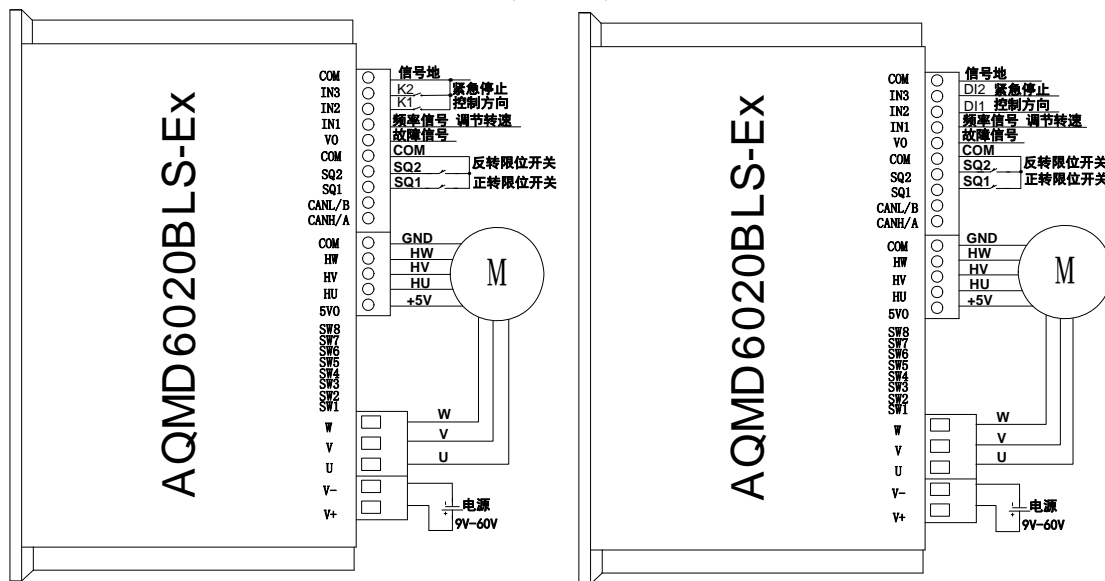 AQMD6020BLS-Ex
COM 信号地
IN3 K2 紧急停止
IN2 K1 控制方向
IN1 频率信号 调节转速
VO 故障信号
COM COM
SQ2 SQ2 反转限位开关
SQ1 SQ1 正转限位开关
CANL/B
CANH/A
COM GND
HW HW
HV HV
HU HU
5VO +5V
M
SW8
SW7
SW6
SW5
SW4
SW3
SW2
SW1
W W
V V
U U
V- 电源
V+ 9V-60V
AQMD6020BLS-Ex
COM 信号地
IN3 DI2 紧急停止
IN2 DI1 控制方向
IN1 频率信号 调节转速
VO 故障信号
COM COM
SQ2 SQ2 反转限位开关
SQ1 SQ1 正转限位开关
CANL/B
CANH/A
COM GND
HW HW
HV HV
HU HU
5VO +5V
M
SW8
SW7
SW6
SW5
SW4
SW3
SW2
SW1
W W
V V
U U
V- 电源
V+ 9V-60V